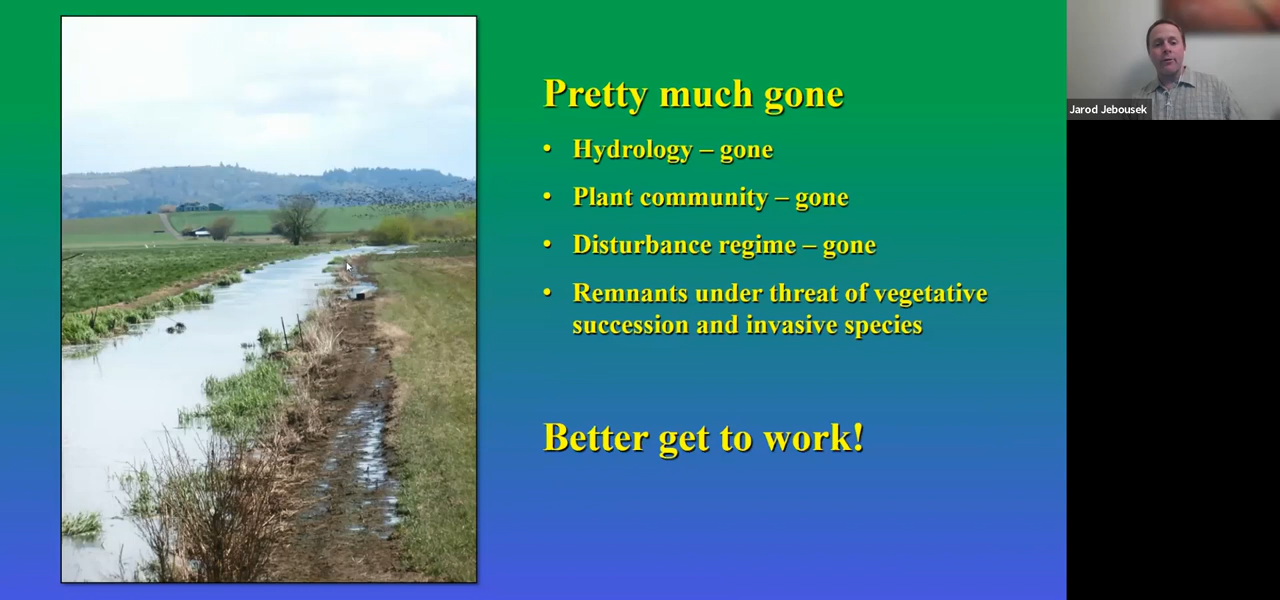 Pretty much gone
• Hydrology – gone
• Plant community – gone
• Disturbance regime – gone
• Remnants under threat of vegetative
succession and invasive species
Better get to work!
Jarod Jebousek